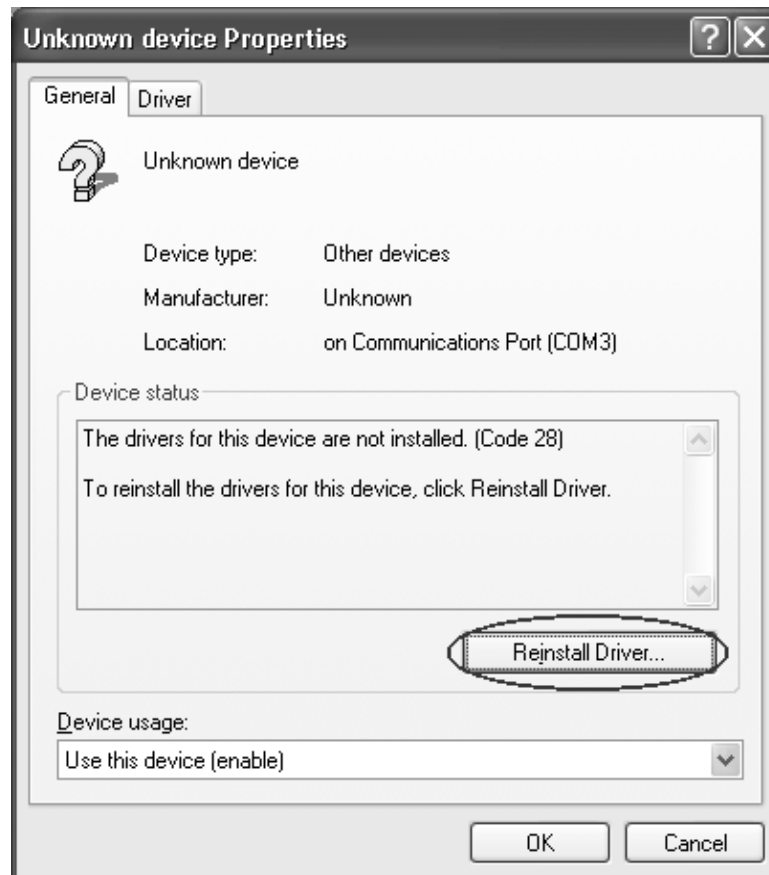 Unknown device Properties
General Driver
Unknown device
Device type: Other devices
Manufacturer: Unknown
Location: on Communications Port (COM3)
Device status
The drivers for this device are not installed. (Code 28)
To reinstall the drivers for this device, click Reinstall Driver.
Reinstall Driver...
Device usage:
Use this device (enable)
OK Cancel